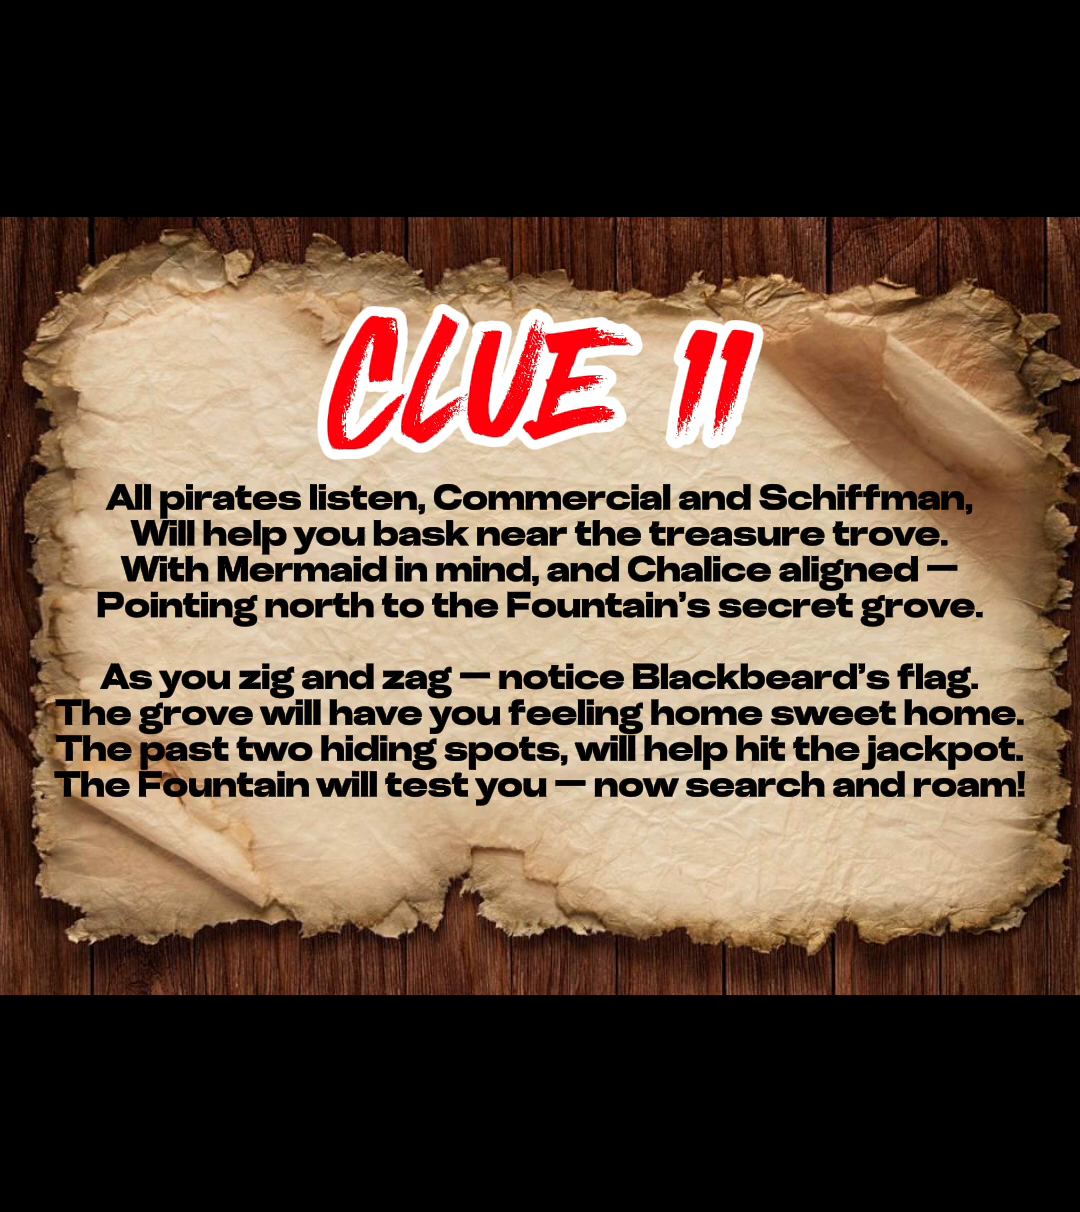 CLUE 11
All pirates listen, Commercial and Schiffman,
Will help you bask near the treasure trove.
With Mermaid in mind, and Chalice aligned —
Pointing north to the Fountain’s secret grove.
As you zig and zag — notice Blackbeard’s flag.
The grove will have you feeling home sweet home.
The past two hiding spots, will help hit the jackpot.
The Fountain will test you — now search and roam!